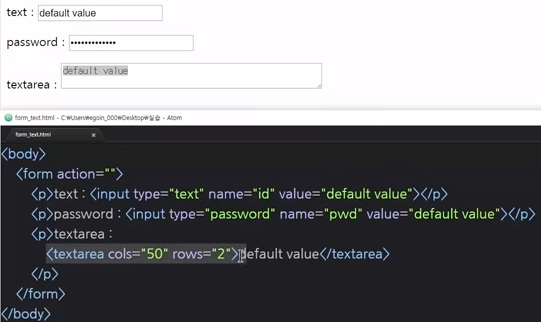 text : default value
password : •••••••••••••
textarea : default value
form_text.html - C:₩Users₩egoin_000₩Desktop₩실습 - Atom
form_text.html ×
<body>
<form action="">
<p>text : <input type="text" name="id" value="default value"></p>
<p>password : <input type="password" name="pwd" value="default value"></p>
<p>textarea :
<textarea cols="50" rows="2">default value</textarea>
</p>
</form>
</body>